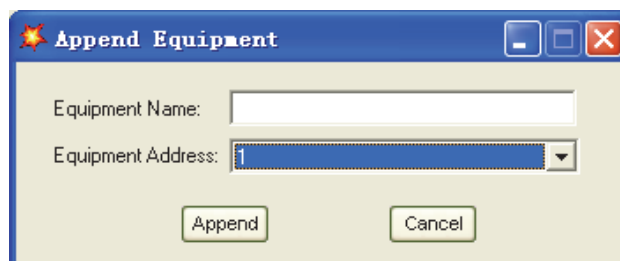 Append Equipment
Equipment Name:
Equipment Address: 1
Append Cancel